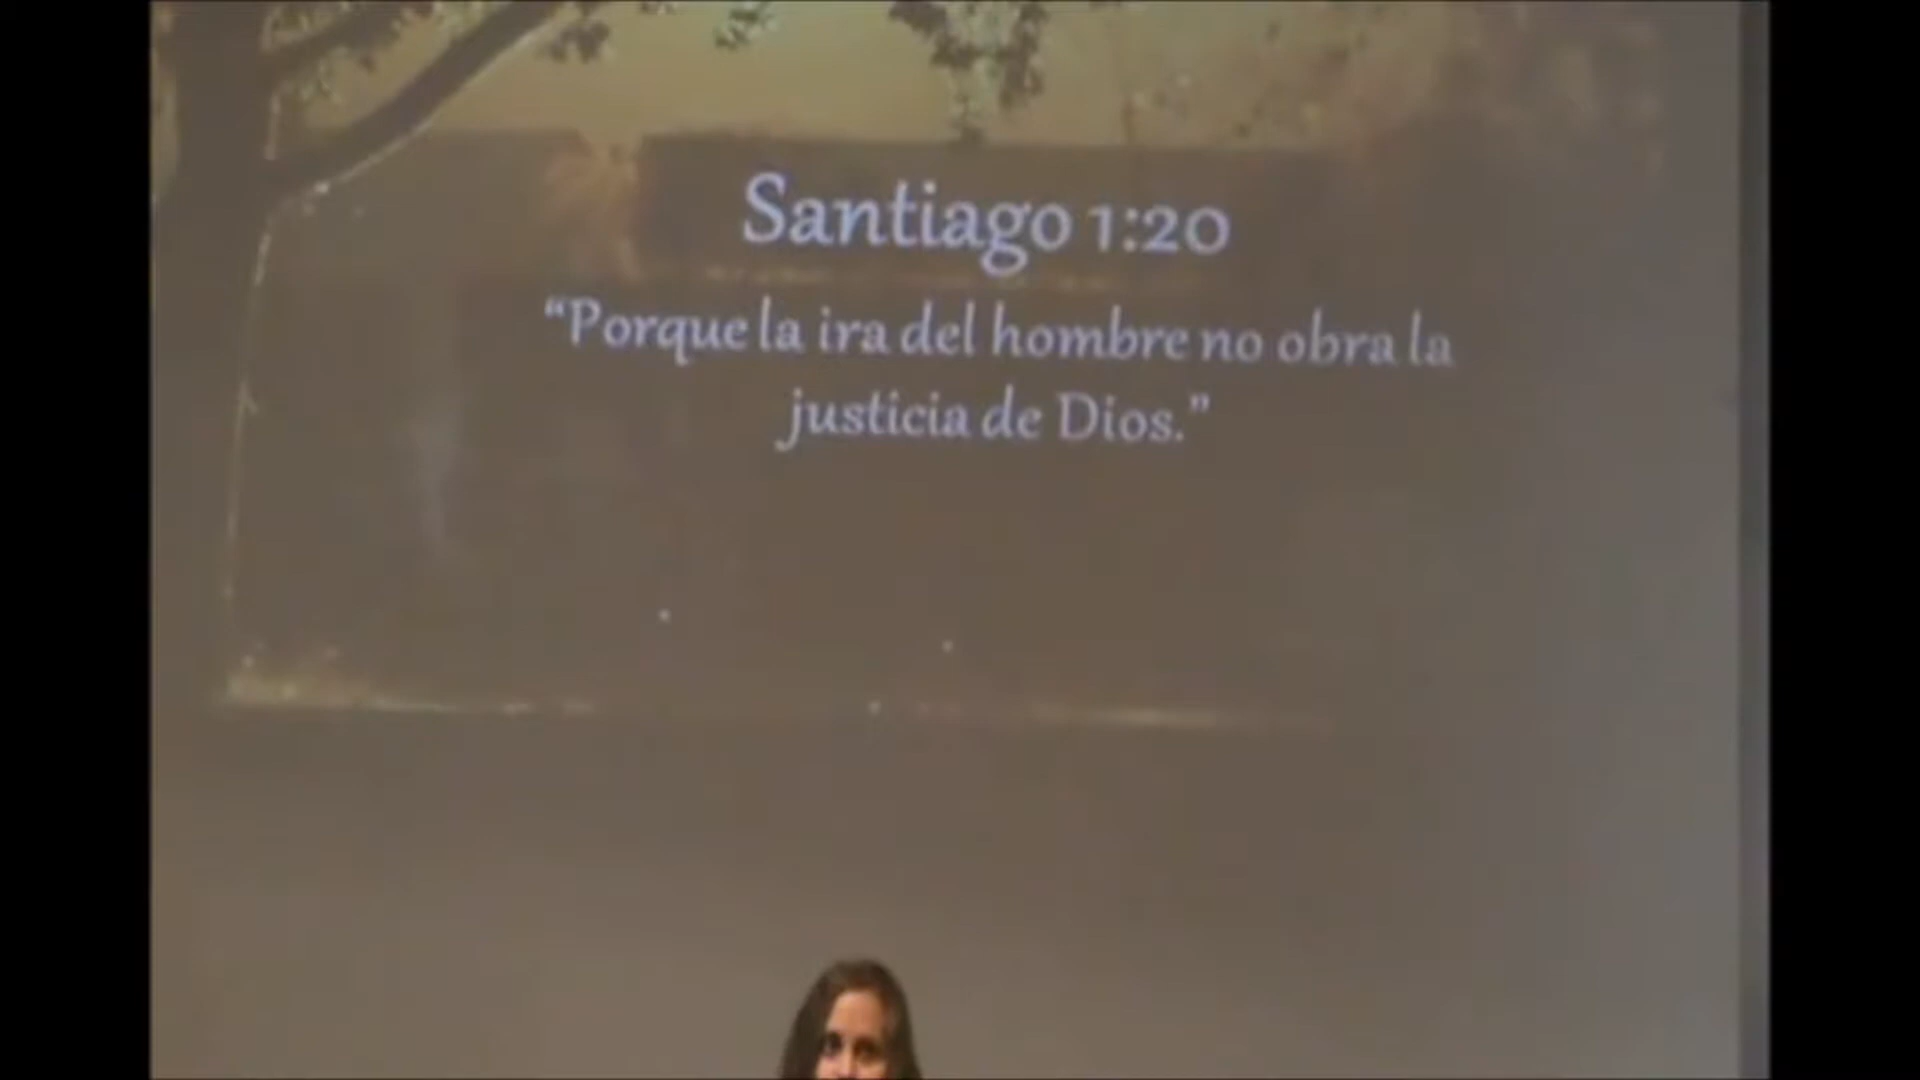 Santiago 1:20
“Porque la ira del hombre no obra la
justicia de Dios.”